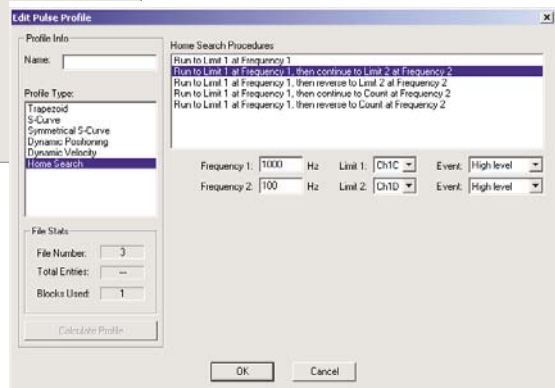 Edit Pulse Profile
Profile Info
Name:
Profile Type:
Trapezoid
S-Curve
Symmetrical S-Curve
Dynamic Positioning
Dynamic Velocity
Home Search
File Stats
File Number: 3
Total Entries: --
Blocks Used: 1
Calculate Profile
Home Search Procedures
Run to Limit 1 at Frequency 1
Run to Limit 1 at Frequency 1, then continue to Limit 2 at Frequency 2
Run to Limit 1 at Frequency 1, then reverse to Limit 2 at Frequency 2
Run to Limit 1 at Frequency 1, then continue to Count at Frequency 2
Run to Limit 1 at Frequency 1, then reverse to Count at Frequency 2
Frequency 1: 1000 Hz Limit 1: Ch1C Event: High level
Frequency 2: 100 Hz Limit 2: Ch1D Event: High level
OK Cancel